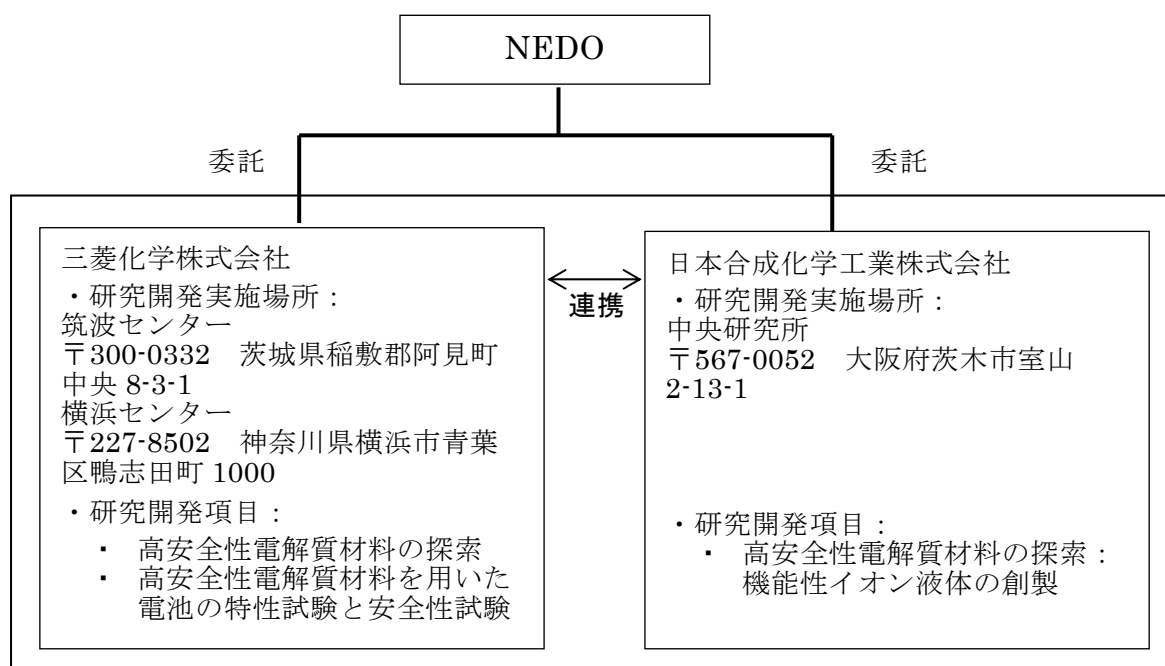 NEDO
委託
委託
三菱化学株式会社
・研究開発実施場所:
筑波センター
〒300-0332 茨城県稲敷郡阿見町
中央 8-3-1
横浜センター
〒227-8502 神奈川県横浜市青葉
区鴨志田町 1000
・研究開発項目:
・ 高安全性電解質材料の探索
・ 高安全性電解質材料を用いた
電池の特性試験と安全性試験
連携
日本合成化学工業株式会社
・研究開発実施場所:
中央研究所
〒567-0052 大阪府茨木市室山
2-13-1
・研究開発項目:
・ 高安全性電解質材料の探索:
機能性イオン液体の創製